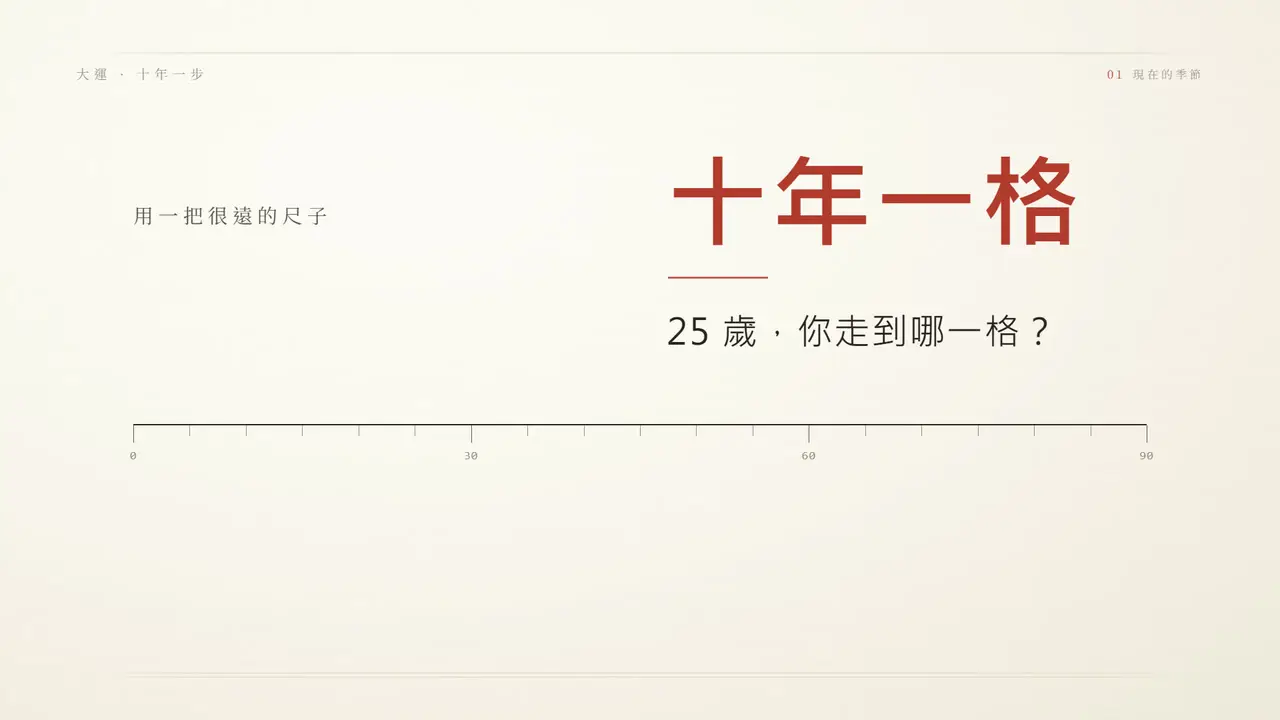 大運 · 十年一步
01 現在的季節
用一把很遠的尺子
十年一格
25 歲，你走到哪一格？
0 30 60 90